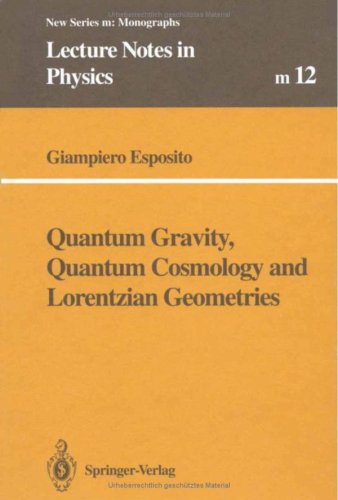 New Series m: Monographs
Lecture Notes in
Physics
m 12
Urheberrechtlich geschütztes Material
Giampiero Esposito
Quantum Gravity,
Quantum Cosmology and
Lorentzian Geometries
Springer-Verlag
Urheberrechtlich geschütztes Material